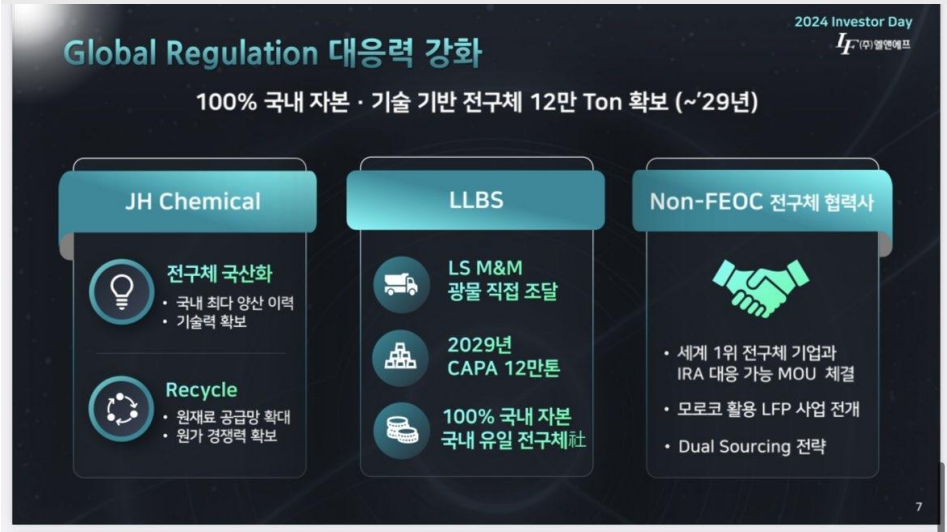 2024 Investor Day
Global Regulation 대응력 강화
(주)엘앤에프
100% 국내 자본 · 기술 기반 전구체 12만 Ton 확보 (~'29년)
JH Chemical
전구체 국산화
• 국내 최다 양산 이력
• 기술력 확보
Recycle
• 원재료 공급망 확대
• 원가 경쟁력 확보
LLBS
LS M&M
광물 직접 조달
2029년
CAPA 12만톤
100% 국내 자본
국내 유일 전구체社
Non-FEOC 전구체 협력사
• 세계 1위 전구체 기업과
IRA 대응 가능 MOU 체결
• 모로코 활용 LFP 사업 전개
• Dual Sourcing 전략
7